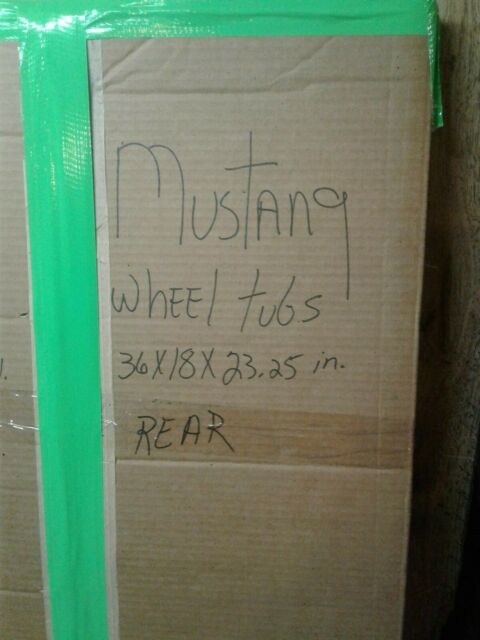 Mustang
wheel tubs
36X18X23.25 in.
REAR